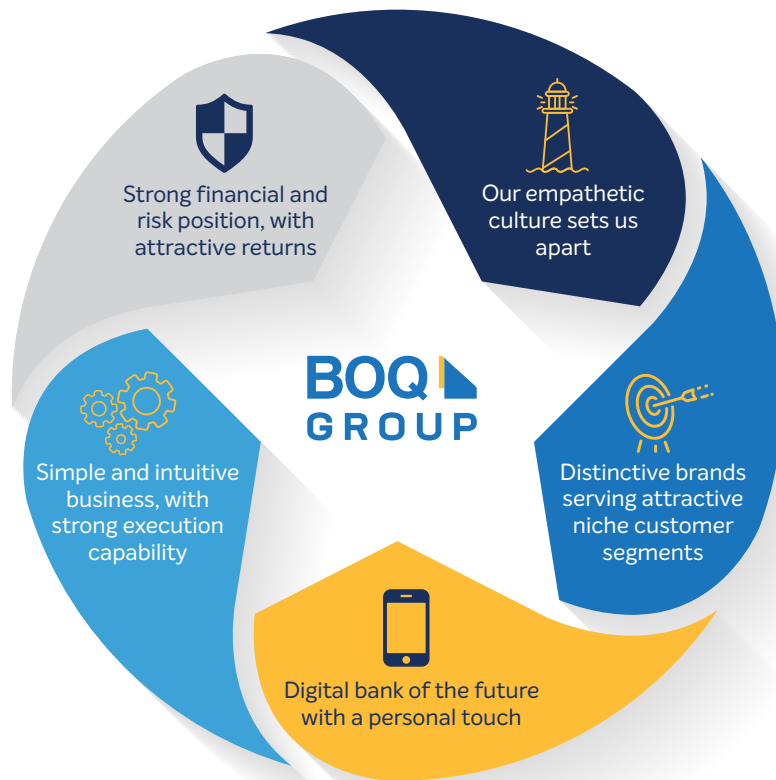 Strong financial and
risk position, with
attractive returns
Our empathetic
culture sets us
apart
BOQ
GROUP
Simple and intuitive
business, with
strong execution
capability
Distinctive brands
serving attractive
niche customer
segments
Digital bank of the future
with a personal touch